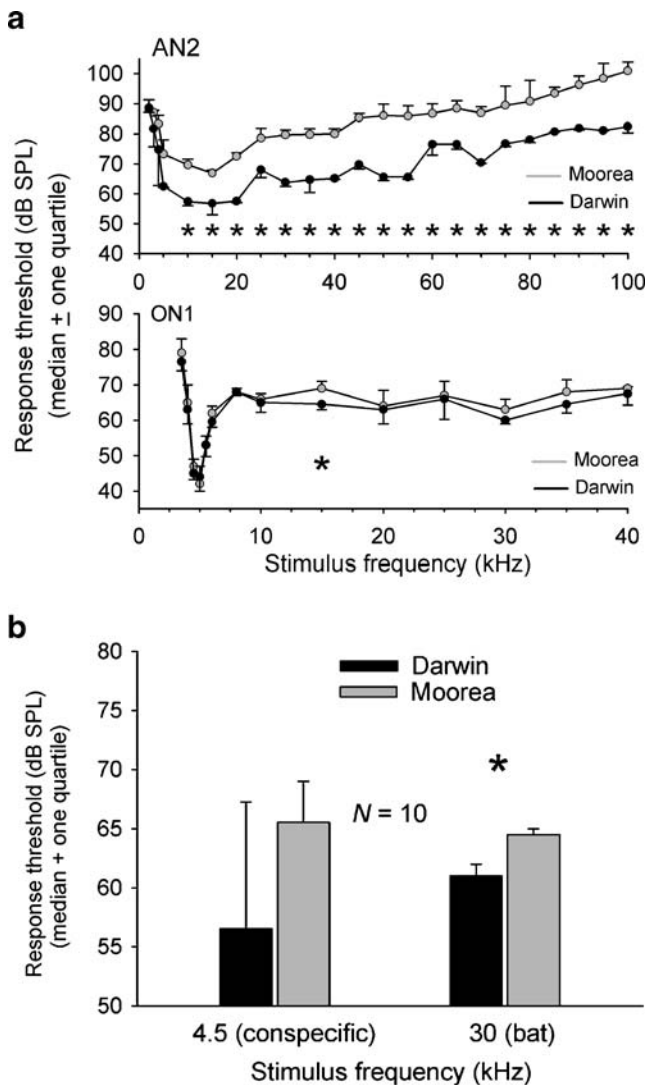 a
AN2
Response threshold (dB SPL)
(median ± one quartile)
100
90
80
70
60
50
40
Moorea
Darwin
* * * * * * * * * * * * * * * * * * *
0 20 40 60 80 100
ON1
90
80
70
60
50
40
*
Moorea
Darwin
0 10 20 30 40
Stimulus frequency (kHz)
b
Response threshold (dB SPL)
(median + one quartile)
80
75
70
65
60
55
50
Darwin
Moorea
*
N = 10
4.5 (conspecific) 30 (bat)
Stimulus frequency (kHz)